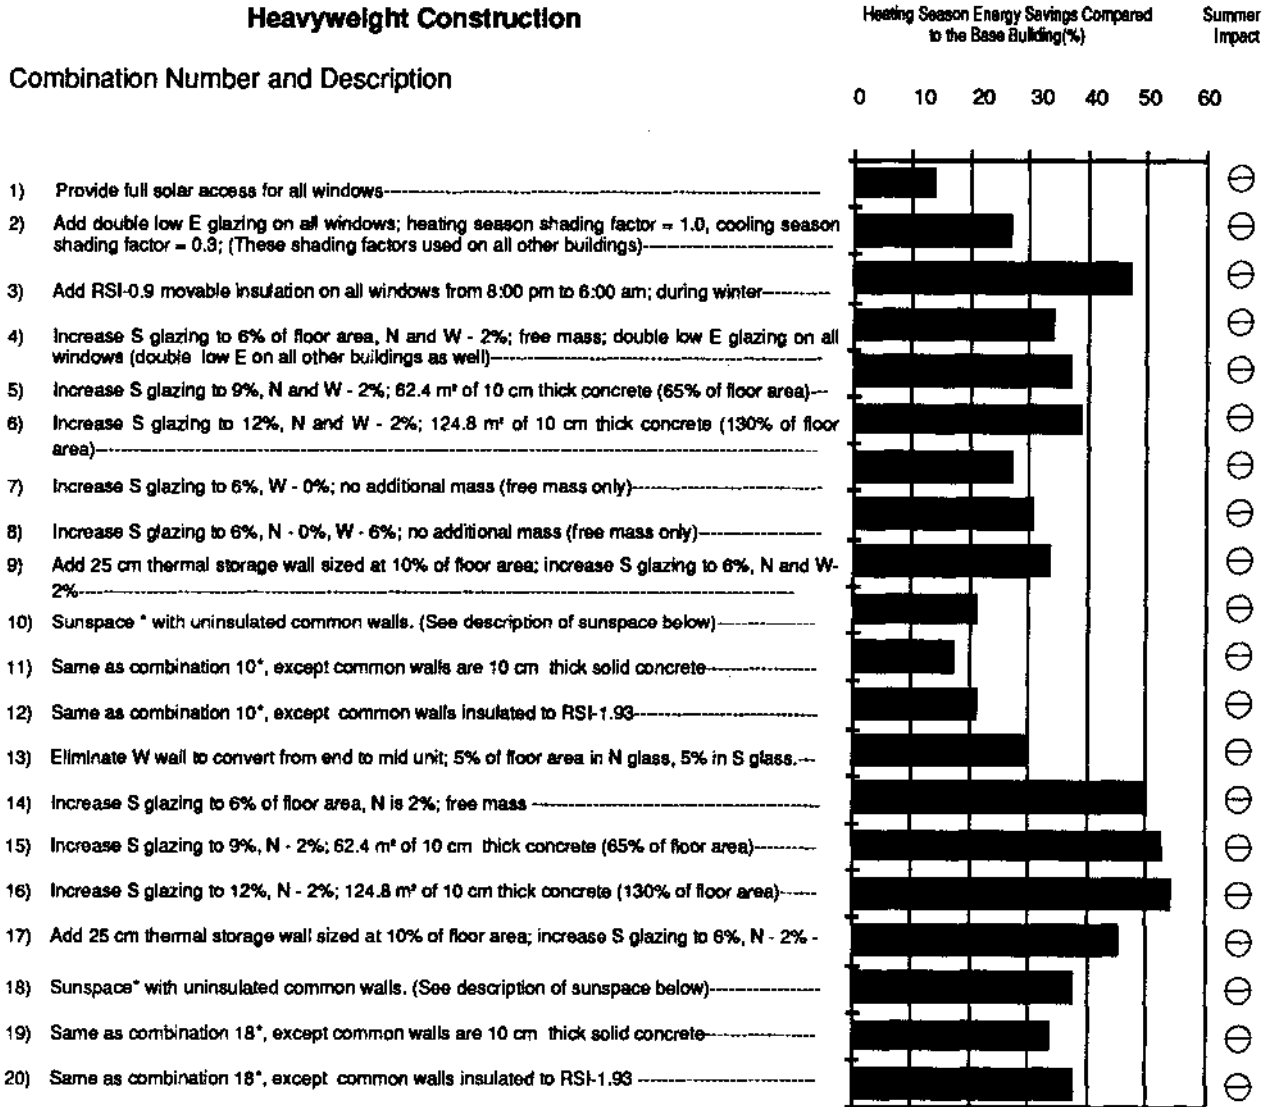 Heavyweight Construction
Heating Season Energy Savings Compared
to the Base Building(%)
Summer
Impact
Combination Number and Description
0 10 20 30 40 50 60
1) Provide full solar access for all windows
2) Add double low E glazing on all windows; heating season shading factor = 1.0, cooling season
shading factor = 0.3; (These shading factors used on all other buildings)
3) Add RSI-0.9 movable insulation on all windows from 8:00 pm to 6:00 am; during winter
4) Increase S glazing to 6% of floor area, N and W - 2%; free mass; double low E glazing on all
windows (double low E on all other buildings as well)
5) Increase S glazing to 9%, N and W - 2%; 62.4 m² of 10 cm thick concrete (65% of floor area)
6) Increase S glazing to 12%, N and W - 2%; 124.8 m² of 10 cm thick concrete (130% of floor
area)
7) Increase S glazing to 6%, W - 0%; no additional mass (free mass only)
8) Increase S glazing to 6%, N - 0%, W - 6%; no additional mass (free mass only)
9) Add 25 cm thermal storage wall sized at 10% of floor area; increase S glazing to 6%, N and W-
2%
10) Sunspace * with uninsulated common walls. (See description of sunspace below)
11) Same as combination 10*, except common walls are 10 cm thick solid concrete
12) Same as combination 10*, except common walls insulated to RSI-1.93
13) Eliminate W wall to convert from end to mid unit; 5% of floor area in N glass, 5% in S glass.
14) Increase S glazing to 6% of floor area, N is 2%; free mass
15) Increase S glazing to 9%, N - 2%; 62.4 m² of 10 cm thick concrete (65% of floor area)
16) Increase S glazing to 12%, N - 2%; 124.8 m² of 10 cm thick concrete (130% of floor area)
17) Add 25 cm thermal storage wall sized at 10% of floor area; increase S glazing to 6%, N - 2% -
18) Sunspace* with uninsulated common walls. (See description of sunspace below)
19) Same as combination 18*, except common walls are 10 cm thick solid concrete
20) Same as combination 18*, except common walls insulated to RSI-1.93